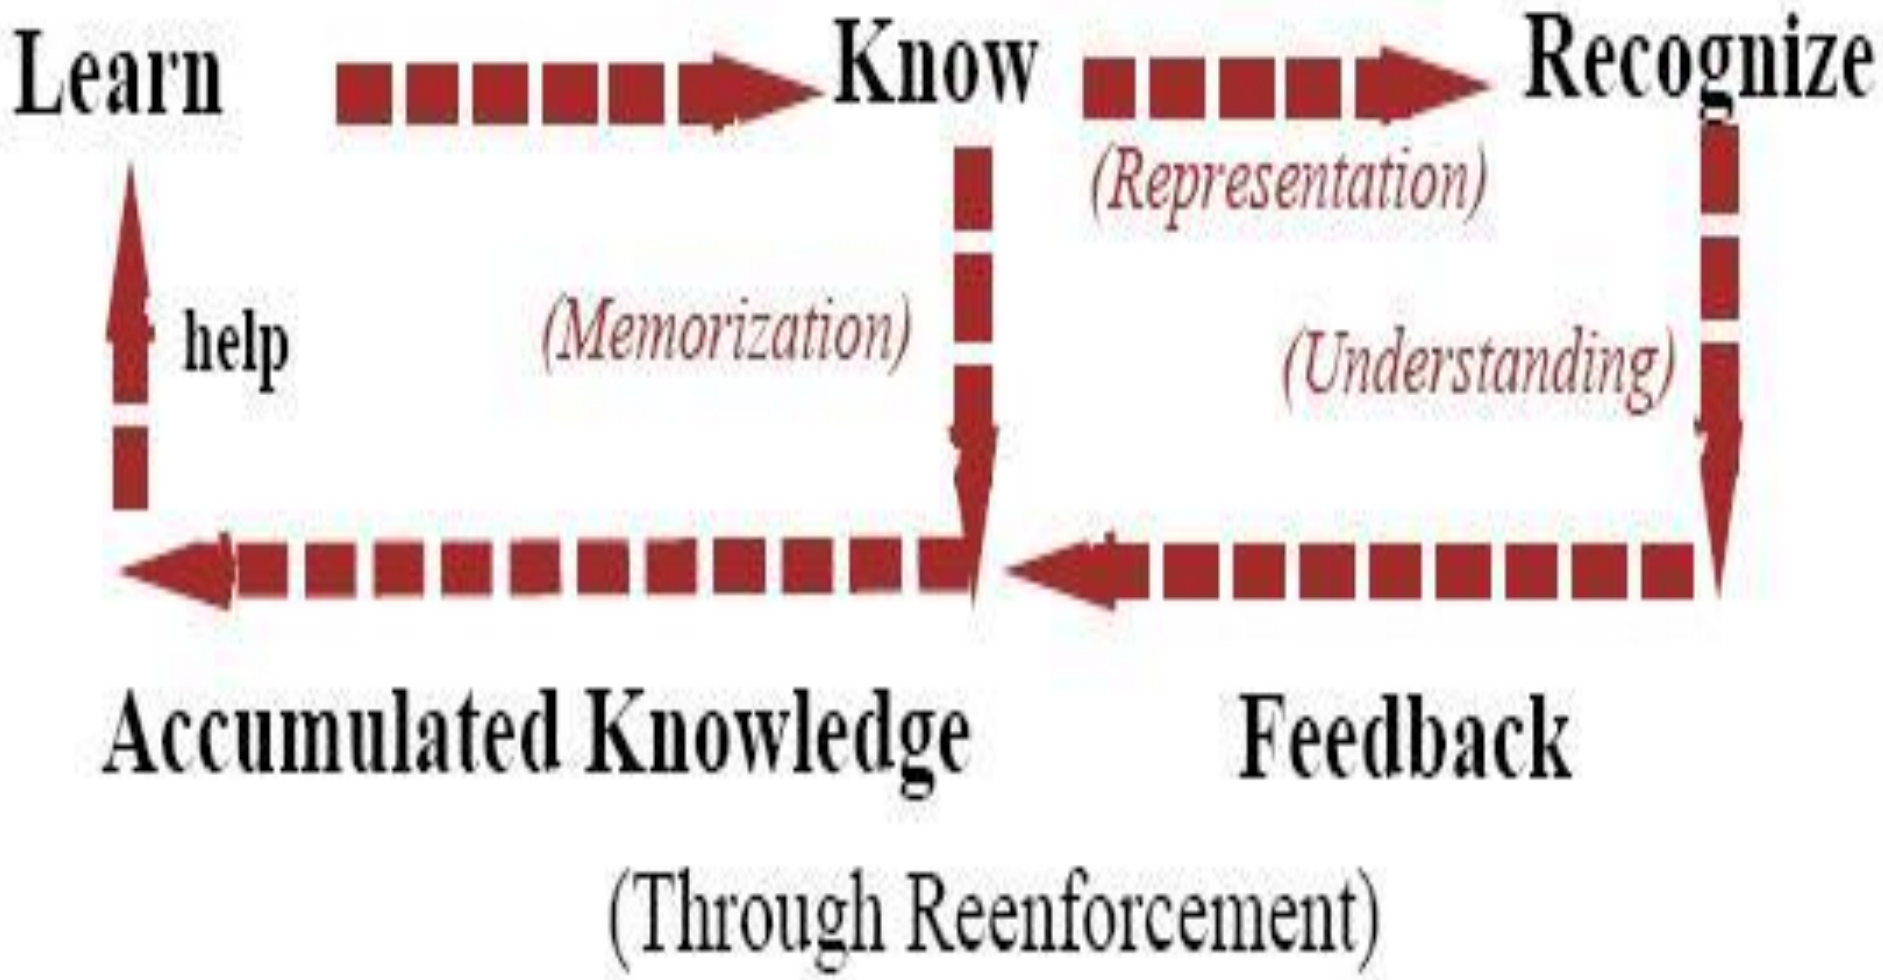 Learn
Know
Recognize
(Representation)
help
(Memorization)
(Understanding)
Accumulated Knowledge
Feedback
(Through Reenforcement)